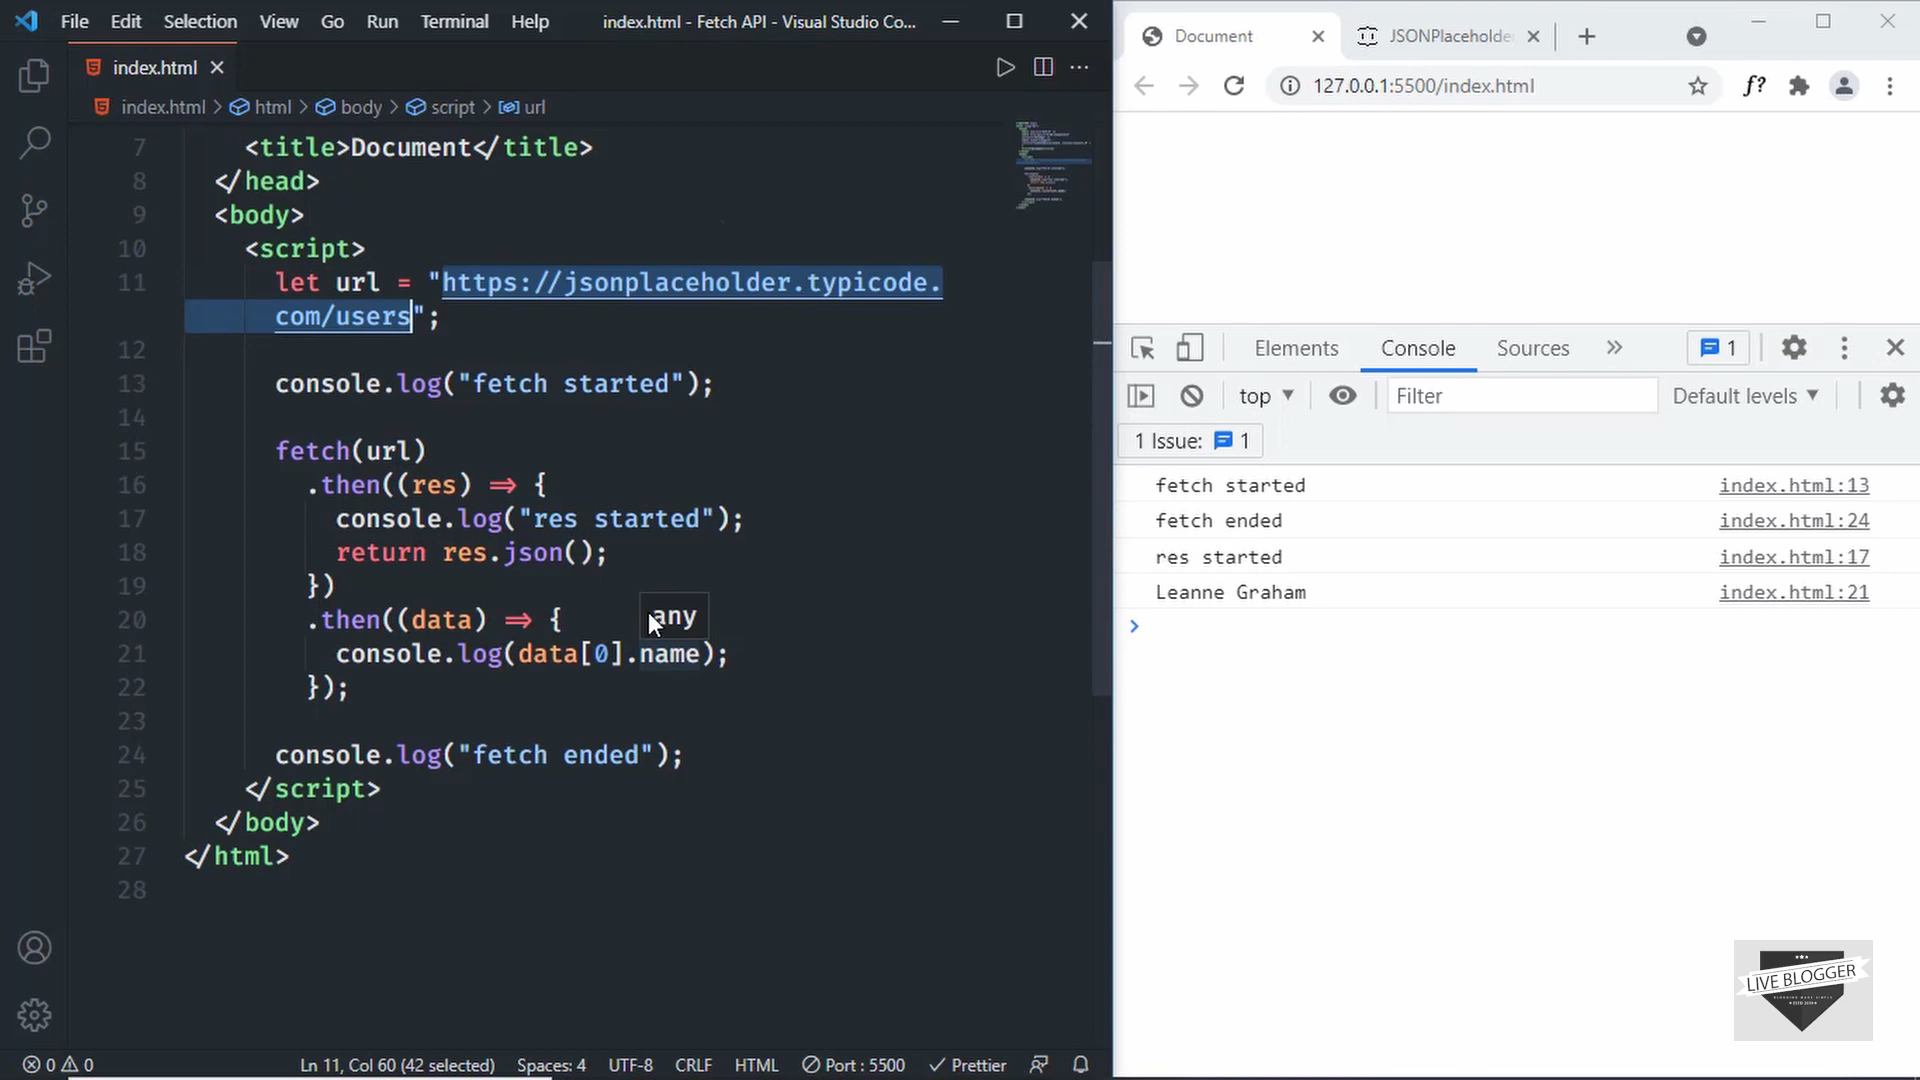 File Edit Selection View Go Run Terminal Help index.html - Fetch API - Visual Studio Co...
index.html
index.html > html > body > script > url
7 <title>Document</title>
8 </head>
9 <body>
10 <script>
11 let url = "https://jsonplaceholder.typicode.
com/users";
12
13 console.log("fetch started");
14
15 fetch(url)
16 .then((res) => {
17 console.log("res started");
18 return res.json();
19 })
20 .then((data) => {
any
21 console.log(data[0].name);
22 });
23
24 console.log("fetch ended");
25 </script>
26 </body>
27 </html>
28
0 0 Ln 11, Col 60 (42 selected) Spaces: 4 UTF-8 CRLF HTML Port : 5500 Prettier
Document JSONPlaceholde
127.0.0.1:5500/index.html f?
Elements Console Sources 1
top Filter Default levels
1 Issue: 1
fetch started index.html:13
fetch ended index.html:24
res started index.html:17
Leanne Graham index.html:21
LIVE BLOGGER